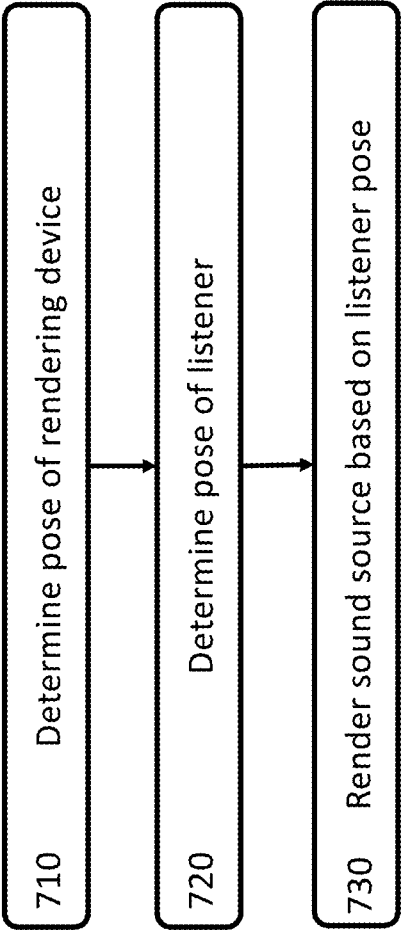 710 Determine pose of rendering device
720 Determine pose of listener
730 Render sound source based on listener pose